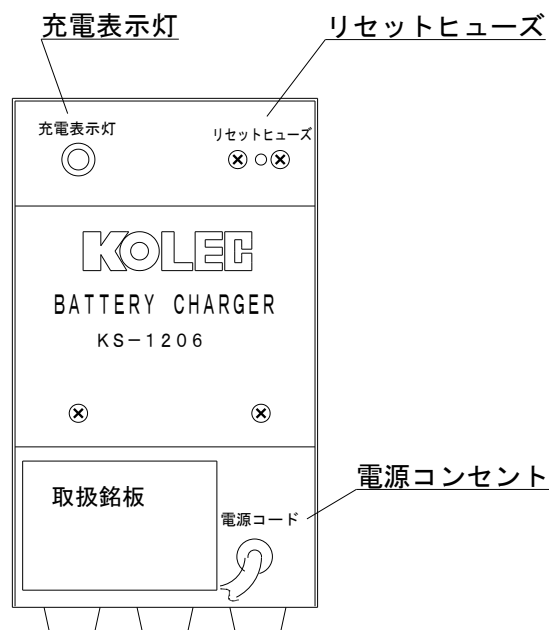 充電表示灯
リセットヒューズ
充電表示灯
リセットヒューズ
KOLEC
BATTERY CHARGER
KS−1206
電源コンセント
取扱銘板
電源コード